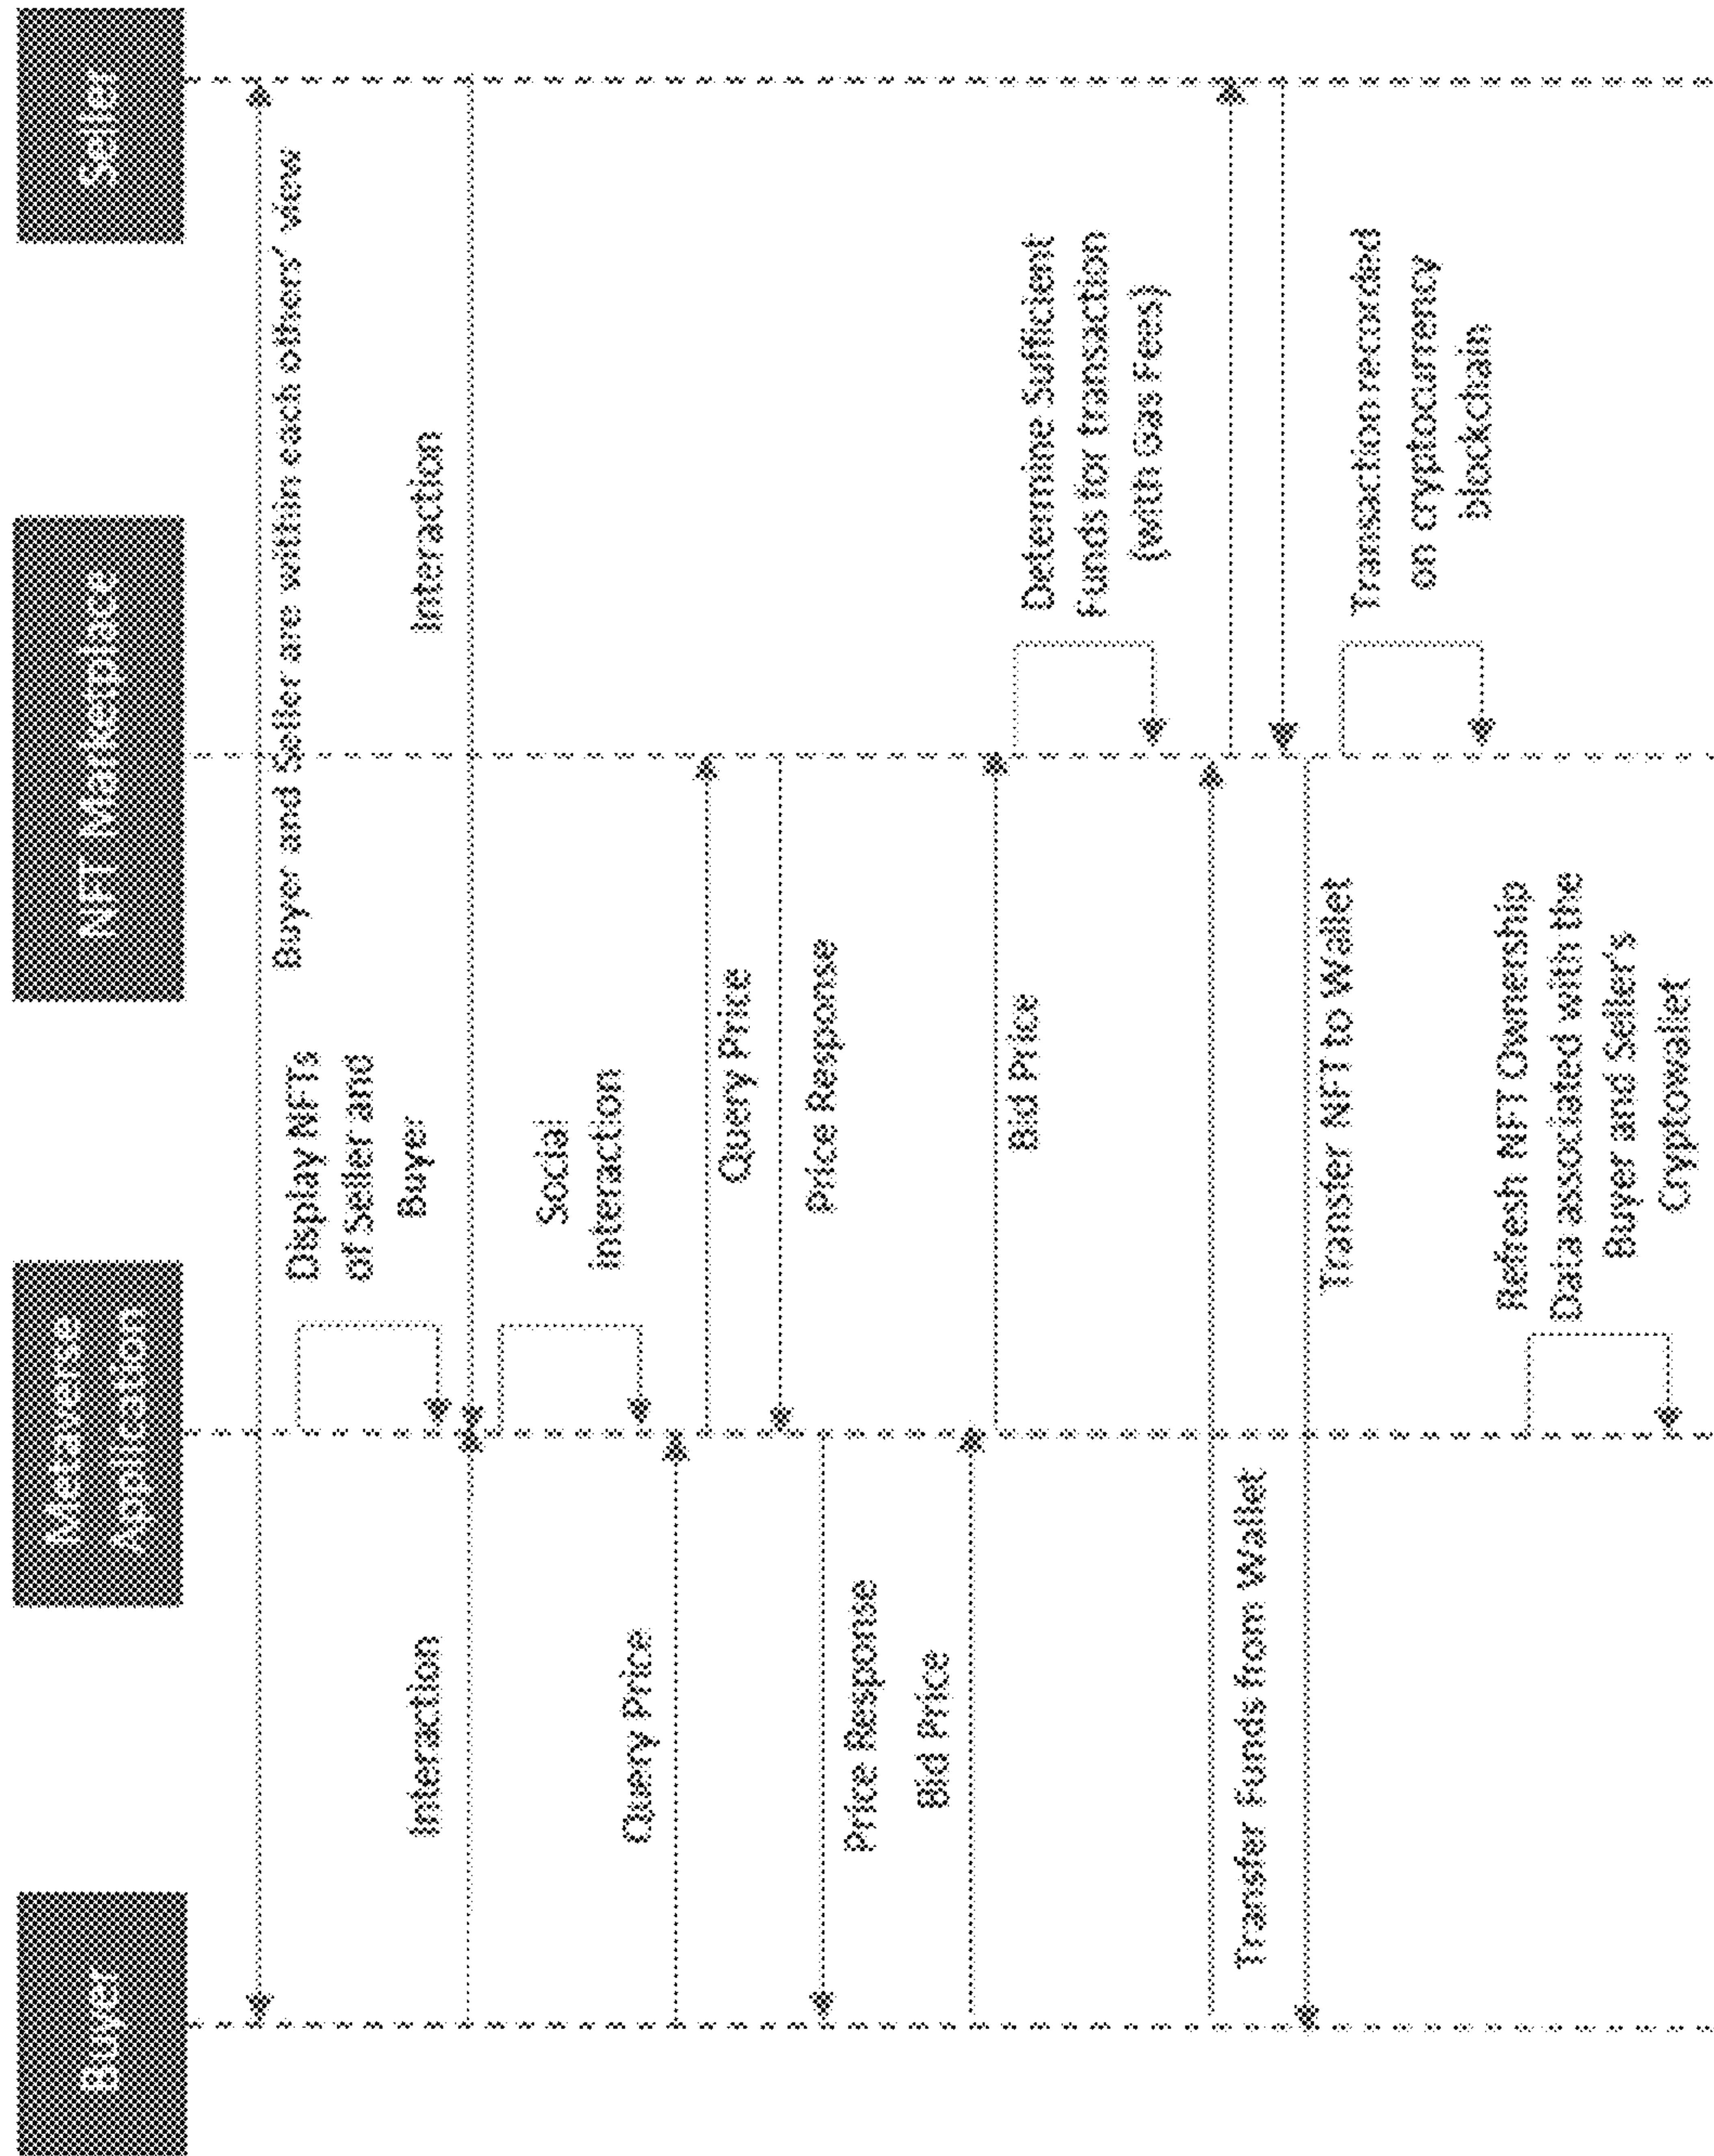 Buyer
Metaverse
Application
NFT Marketplace
Seller
Buyer and Seller are within each others' view
Display NFTs
of Seller and
Buyer
Interaction
Interaction
Social
Interaction
Query Price
Query Price
Price Response
Price Response
Bid Price
Bid Price
Determine Sufficient
Funds for transaction
(with Gas Fees)
Transfer Funds from Wallet
Transfer NFT to Wallet
Transaction recorded
on cryptocurrency
blockchain
Refresh NFT Ownership
Data associated with the
Buyer and Seller's
Cryptowallet